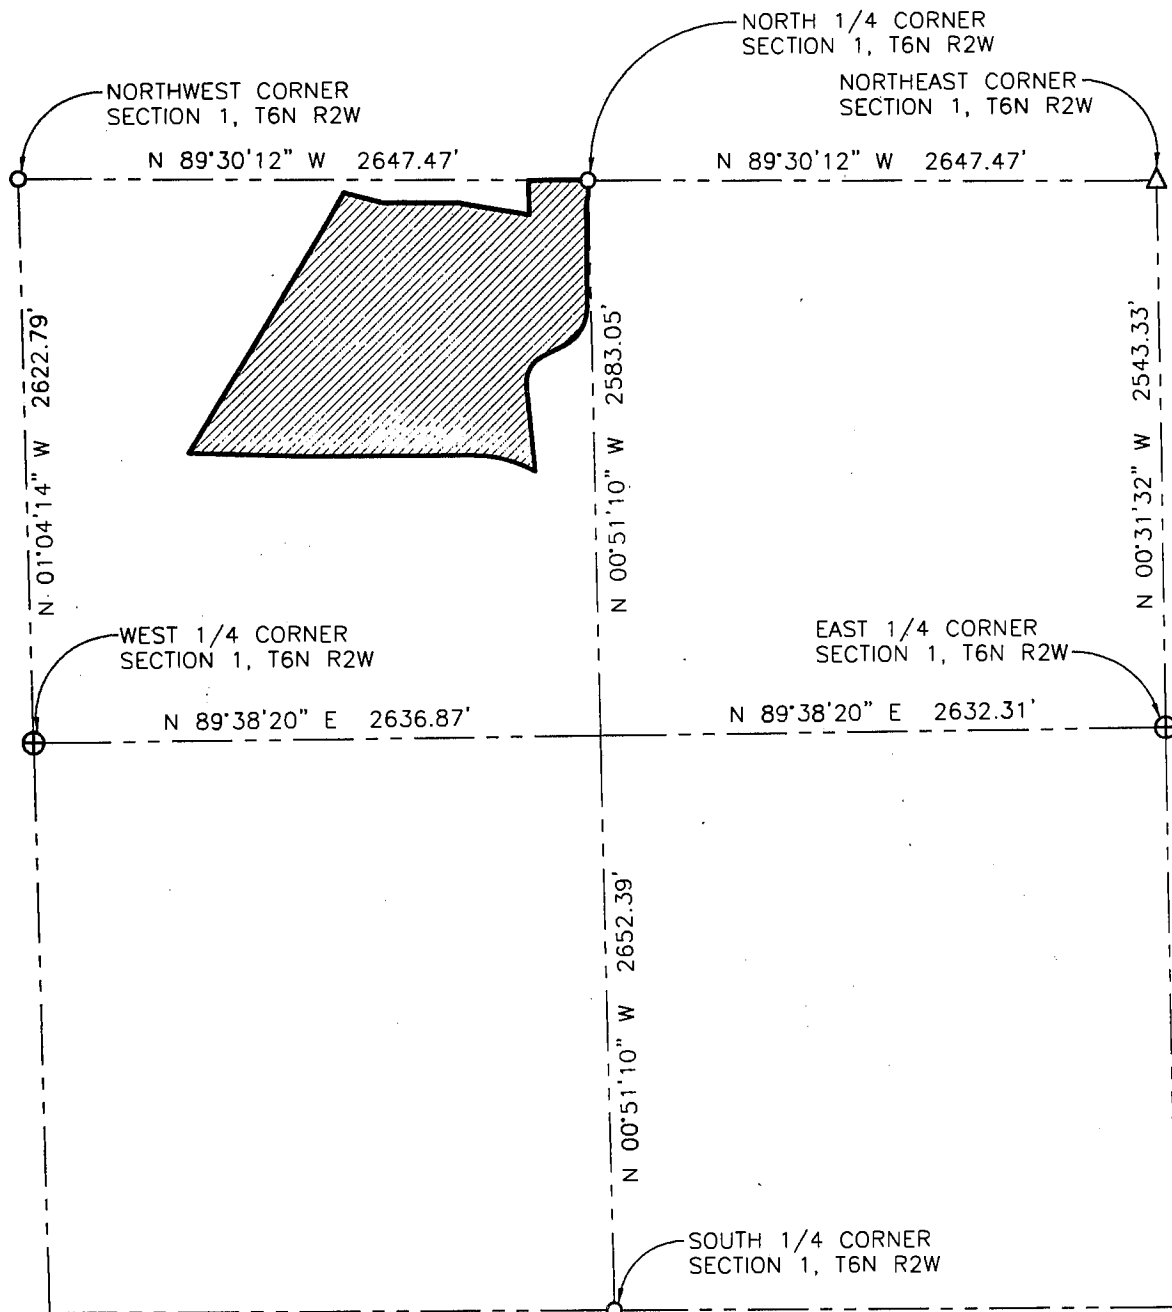 NORTH 1/4 CORNER
SECTION 1, T6N R2W
NORTHWEST CORNER
SECTION 1, T6N R2W
NORTHEAST CORNER
SECTION 1, T6N R2W
N 89°30'12" W 2647.47'
N 89°30'12" W 2647.47'
N 01°04'14" W 2622.79'
N 00°51'10" W 2583.05'
N 00°31'32" W 2543.33'
WEST 1/4 CORNER
SECTION 1, T6N R2W
EAST 1/4 CORNER
SECTION 1, T6N R2W
N 89°38'20" E 2636.87'
N 89°38'20" E 2632.31'
N 00°51'10" W 2652.39'
SOUTH 1/4 CORNER
SECTION 1, T6N R2W